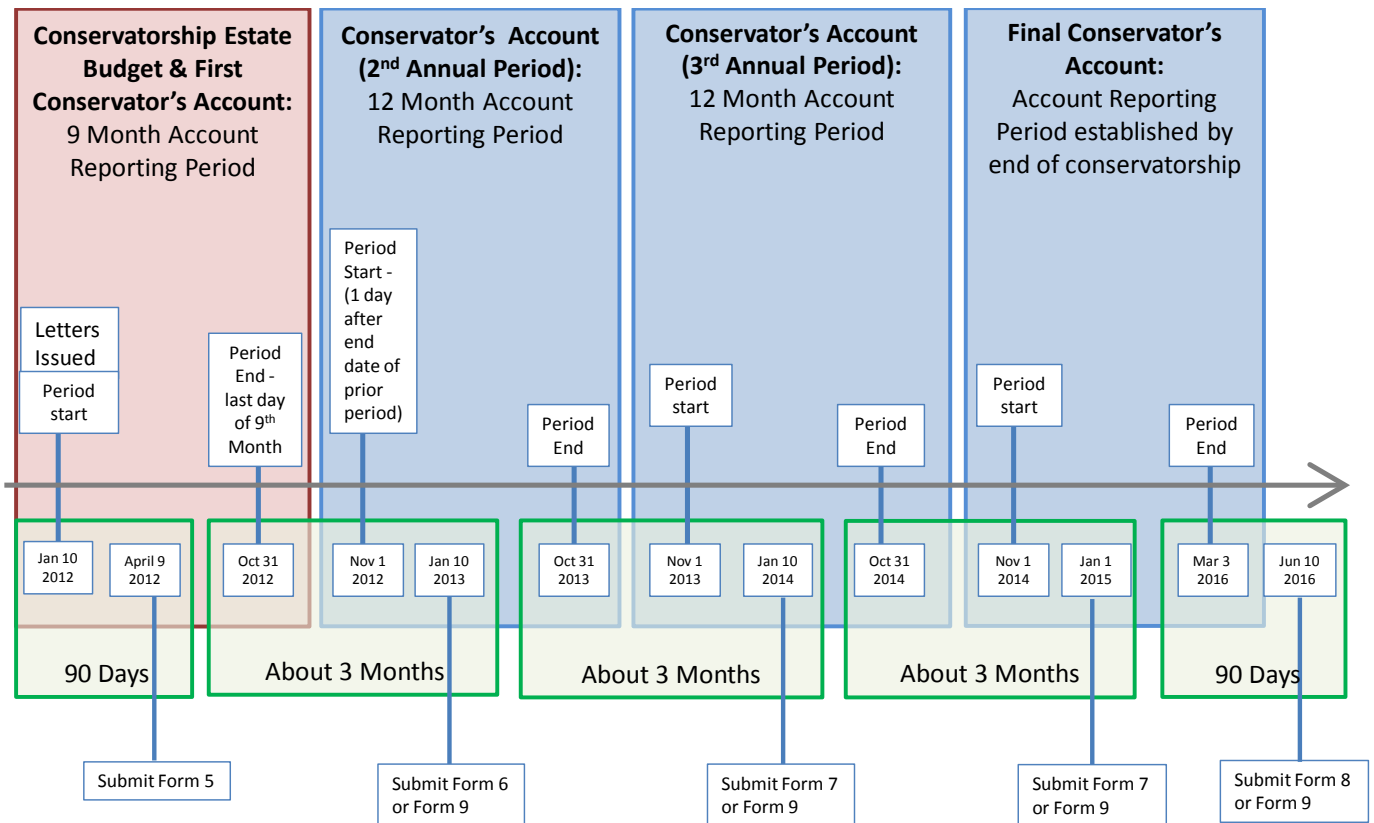 Conservatorship Estate
Budget & First
Conservator's Account:
9 Month Account
Reporting Period
Conservator's Account
(2nd Annual Period):
12 Month Account
Reporting Period
Conservator's Account
(3rd Annual Period):
12 Month Account
Reporting Period
Final Conservator's
Account:
Account Reporting
Period established by
end of conservatorship
Letters
Issued
Period
start
Period
End -
last day
of 9th
Month
Period
Start -
(1 day
after
end
date of
prior
period)
Period
End
Period
start
Period
End
Period
start
Period
End
Jan 10
2012
April 9
2012
Oct 31
2012
Nov 1
2012
Jan 10
2013
Oct 31
2013
Nov 1
2013
Jan 10
2014
Oct 31
2014
Nov 1
2014
Jan 1
2015
Mar 3
2016
Jun 10
2016
90 Days
About 3 Months
About 3 Months
About 3 Months
90 Days
Submit Form 5
Submit Form 6
or Form 9
Submit Form 7
or Form 9
Submit Form 7
or Form 9
Submit Form 8
or Form 9